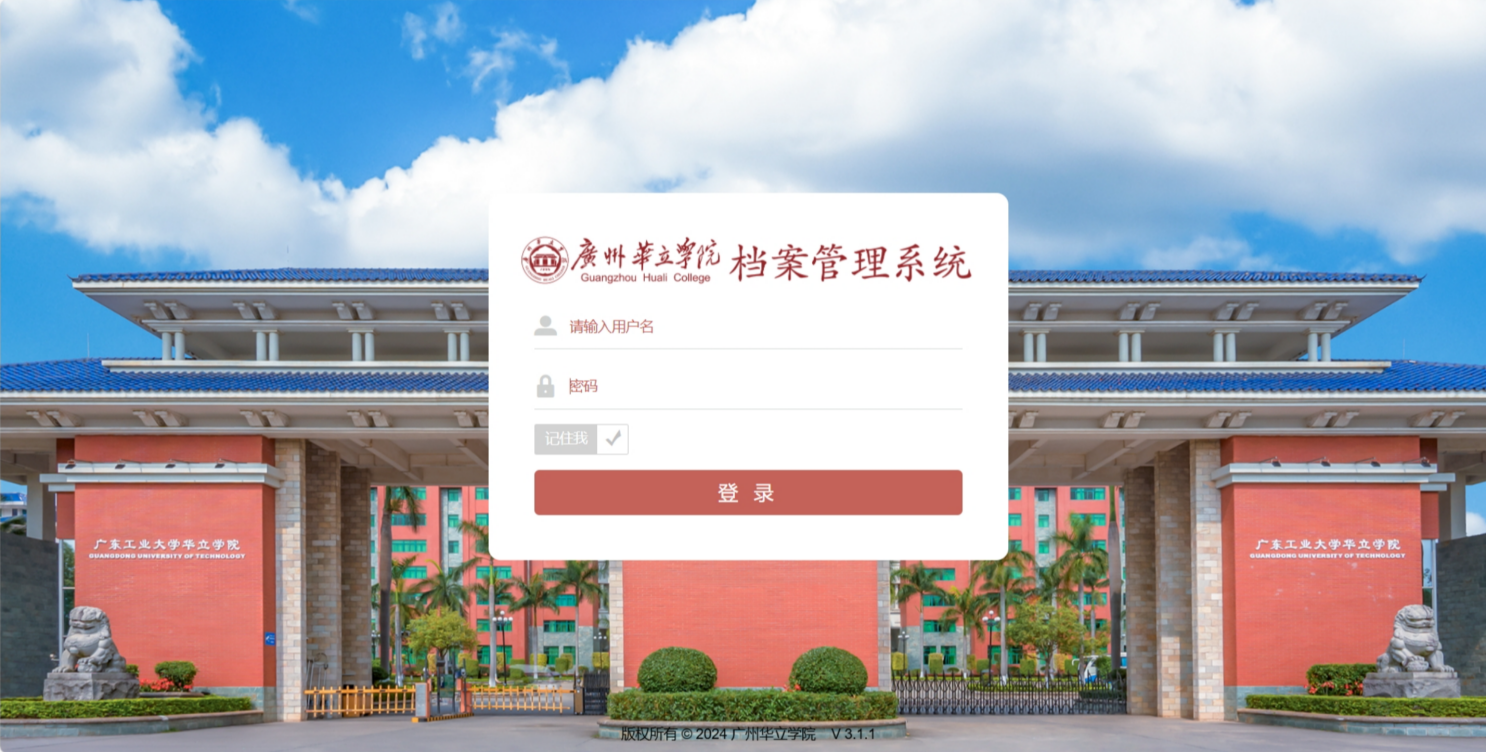 廣州华立学院 档案管理系统
Guangzhou Huali College
请输入用户名
密码
记住我
登 录
广东工业大学华立学院
GUANGDONG UNIVERSITY OF TECHNOLOGY
广东工业大学华立学院
GUANGDONG UNIVERSITY OF TECHNOLOGY
版权所有 © 2024 广州华立学院 V 3.1.1